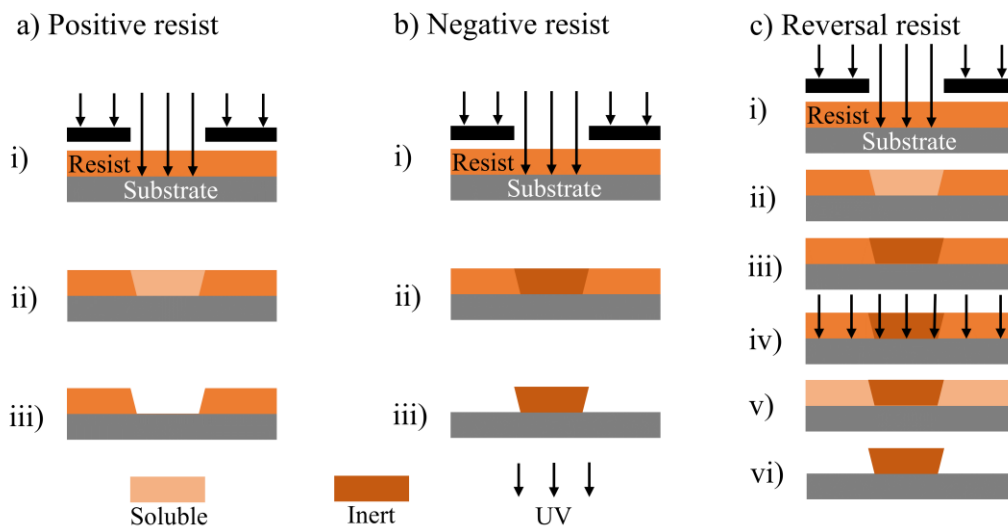 a) Positive resist
i)
Resist
Substrate
ii)
iii)
b) Negative resist
i)
Resist
Substrate
ii)
iii)
c) Reversal resist
i)
Resist
Substrate
ii)
iii)
iv)
v)
vi)
Soluble
Inert
UV